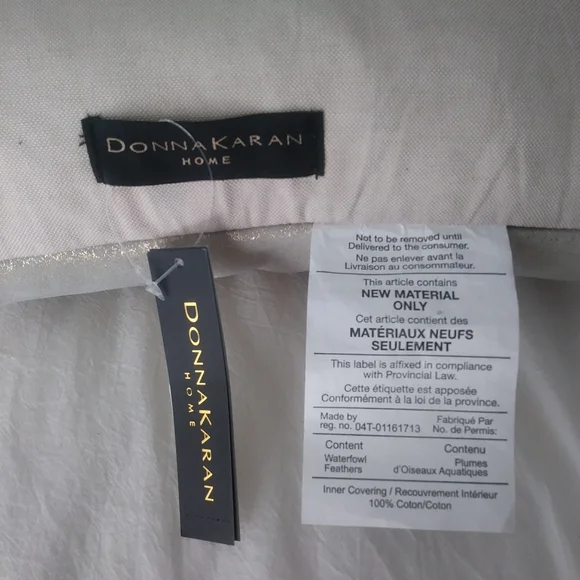 DONNAKARAN
HOME
DONNAKARAN
HOME
Not to be removed until
Delivered to the consumer.
Ne pas enlever avant la
Livraison au consommateur.
This article contains
NEW MATERIAL
ONLY
Cet article contient des
MATÉRIAUX NEUFS
SEULEMENT
This label is affixed in compliance
with Provincial Law.
Cette étiquette est apposée
Conformément à la loi de la province.
Made by
reg. no. 04T-01161713
Fabriqué Par
No. de Permis:
Content
Waterfowl
Feathers
Contenu
Plumes
d'Oiseaux Aquatiques
Inner Covering / Recouvrement Intérieur
100% Coton/Coton